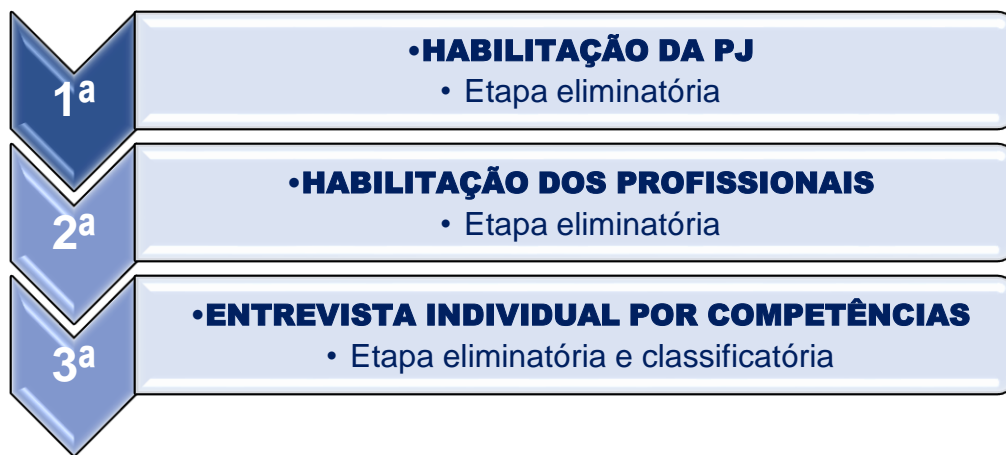 1ª
•HABILITAÇÃO DA PJ
• Etapa eliminatória
2ª
•HABILITAÇÃO DOS PROFISSIONAIS
• Etapa eliminatória
3ª
•ENTREVISTA INDIVIDUAL POR COMPETÊNCIAS
• Etapa eliminatória e classificatória